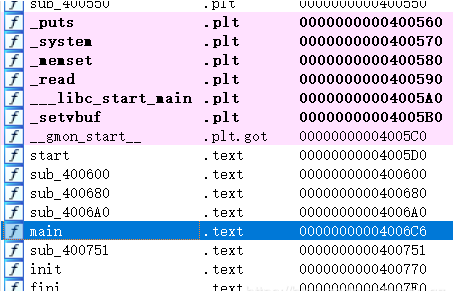 sub_400550 .plt 0000000000400550
f _puts .plt 0000000000400560
f _system .plt 0000000000400570
f _memset .plt 0000000000400580
f _read .plt 0000000000400590
f ___libc_start_main .plt 00000000004005A0
f _setvbuf .plt 00000000004005B0
f __gmon_start__ .plt.got 00000000004005C0
f start .text 00000000004005D0
f sub_400600 .text 0000000000400600
f sub_400680 .text 0000000000400680
f sub_4006A0 .text 00000000004006A0
f main .text 00000000004006C6
f sub_400751 .text 0000000000400751
f init .text 0000000000400770
f fini .text 00000000004007E0